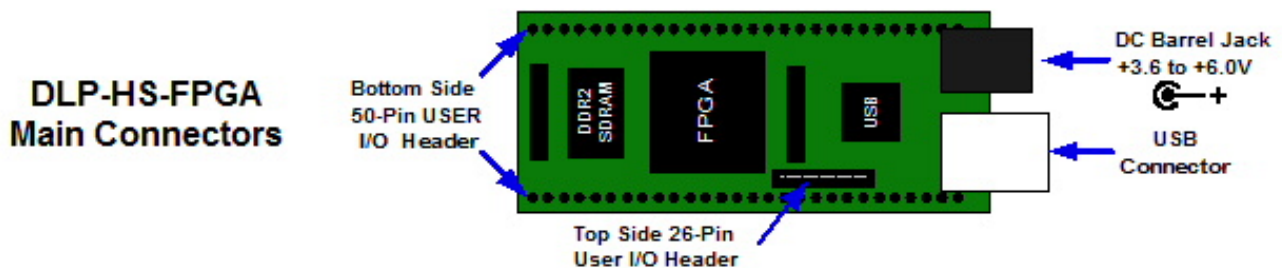 DLP-HS-FPGA
Main Connectors
Bottom Side
50-Pin USER
I/O Header
DDR2
SDRAM
FPGA
USB
DC Barrel Jack
+3.6 to +6.0V
+
USB
Connector
Top Side 26-Pin
User I/O Header